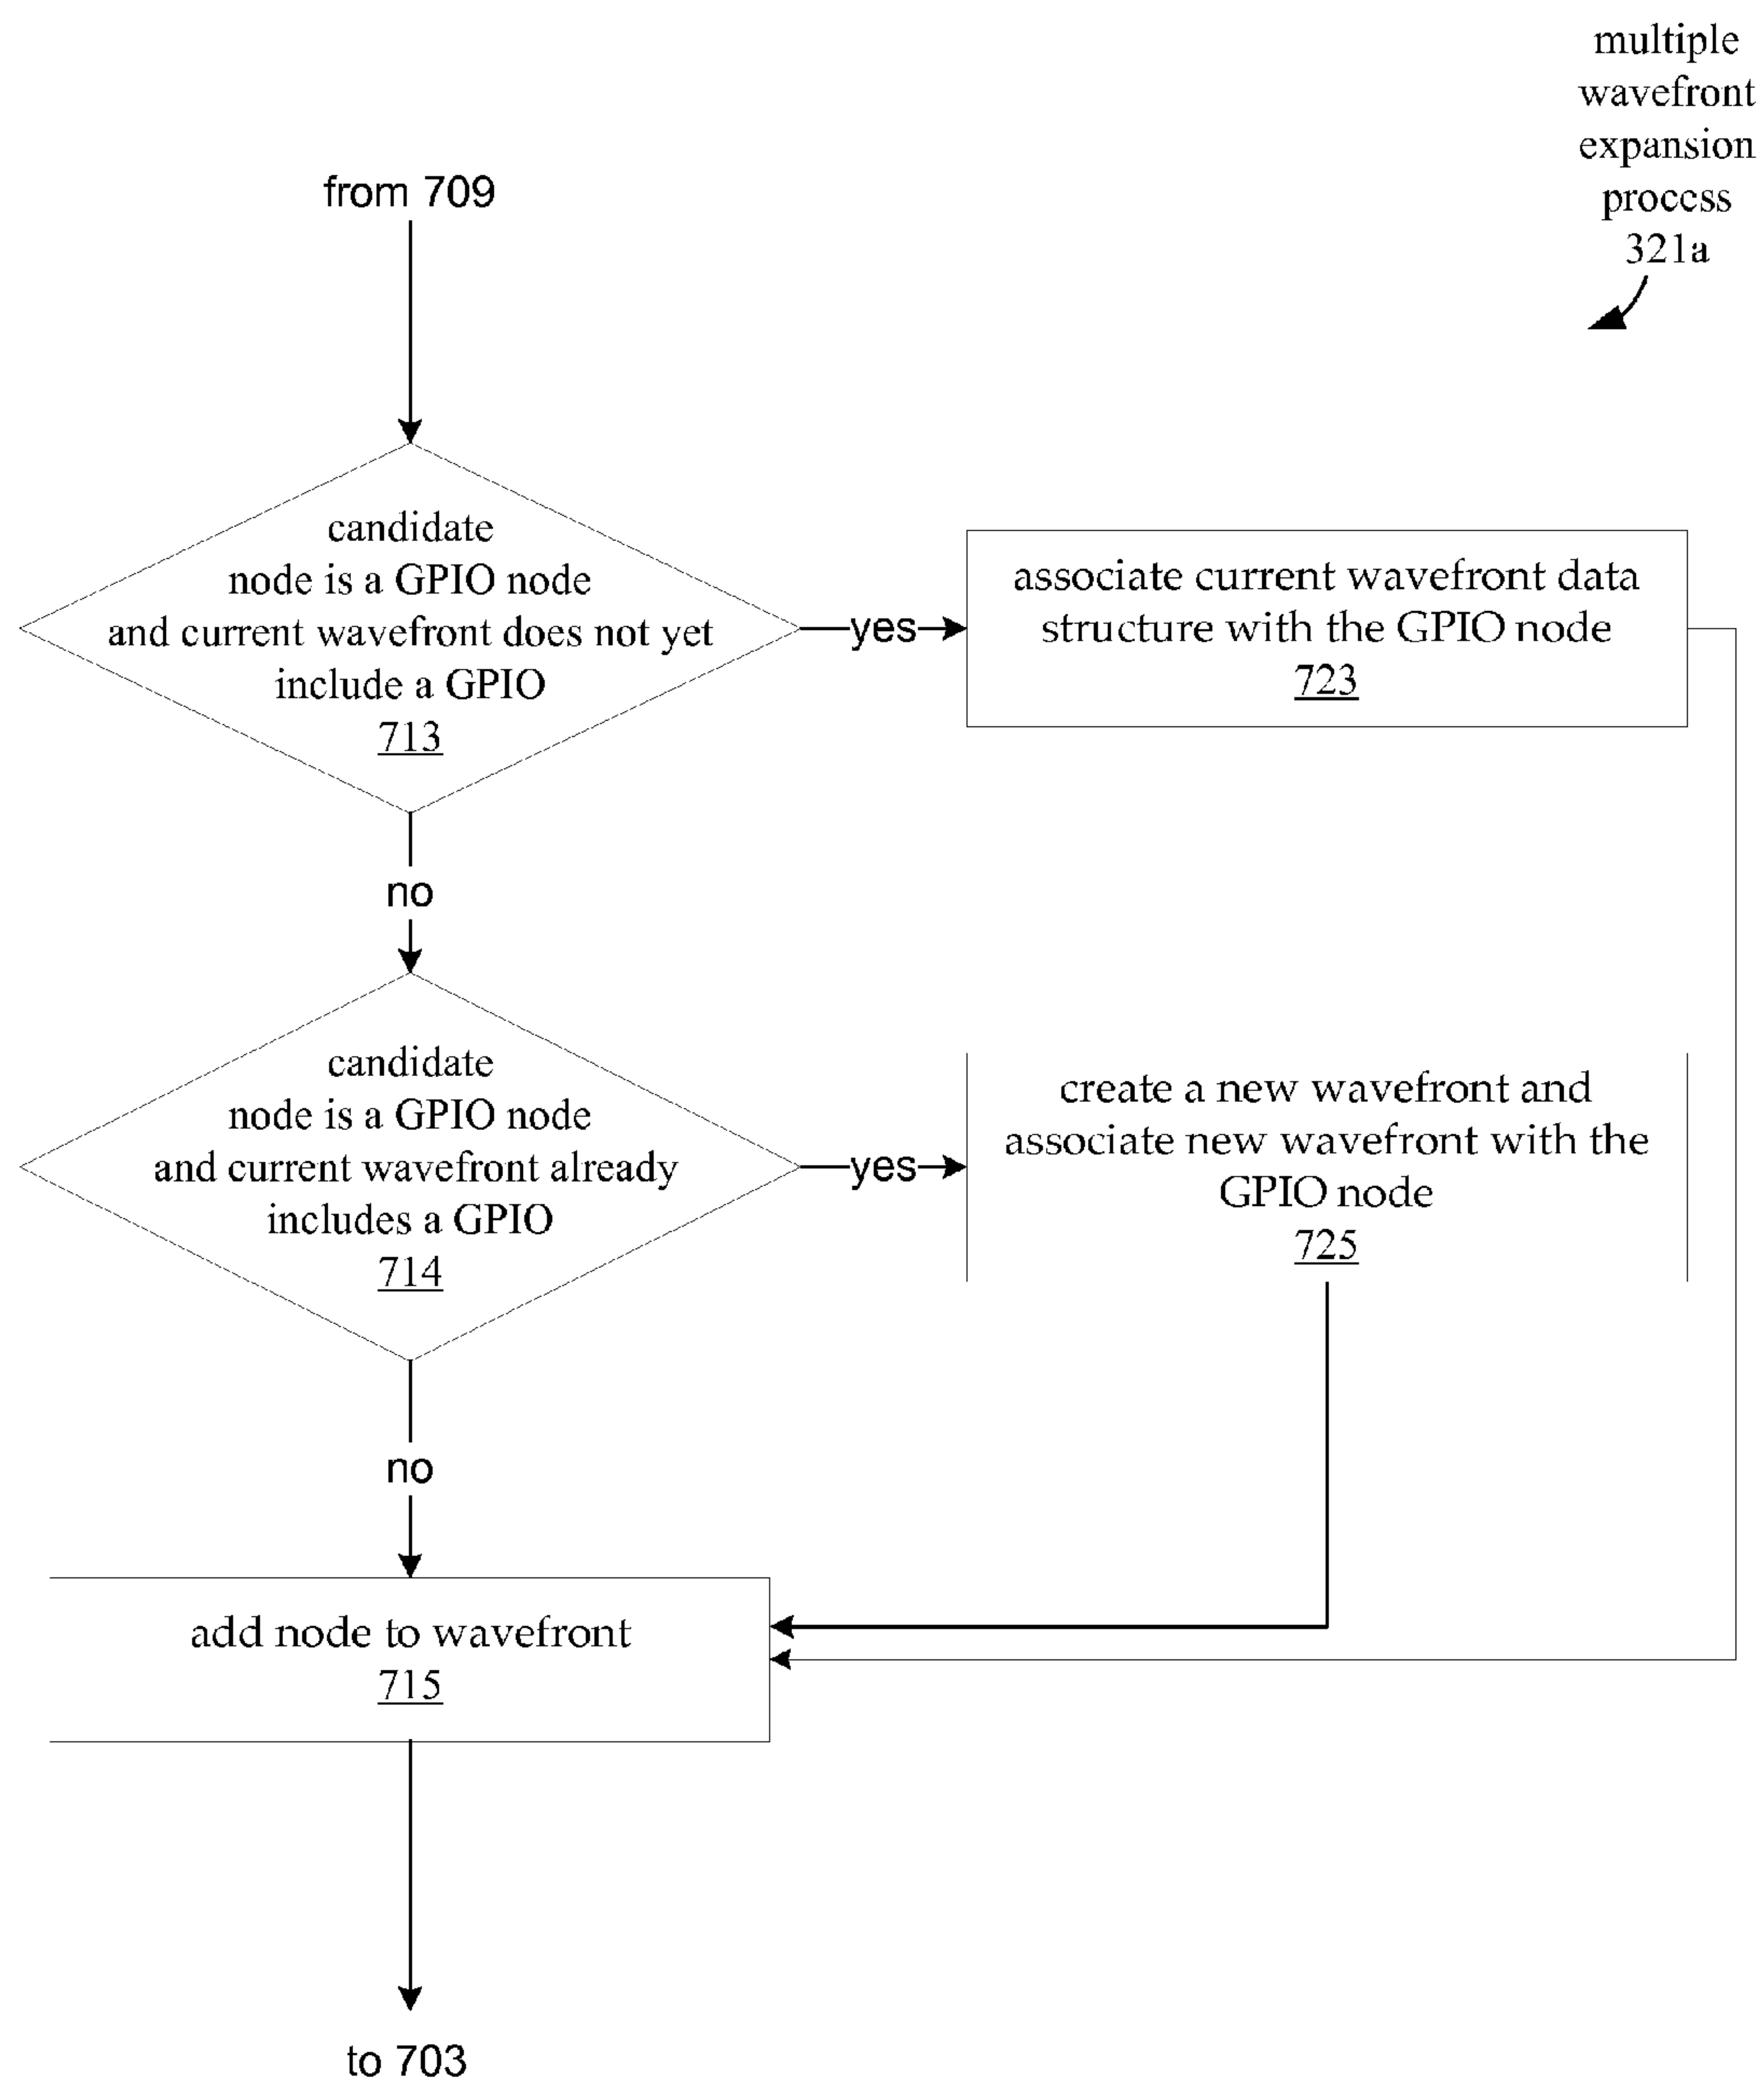 multiple
wavefront
expansion
process
321a
from 709
candidate
node is a GPIO node
and current wavefront does not yet
include a GPIO
713
yes
associate current wavefront data
structure with the GPIO node
723
no
candidate
node is a GPIO node
and current wavefront already
includes a GPIO
714
yes
create a new wavefront and
associate new wavefront with the
GPIO node
725
no
add node to wavefront
715
to 703